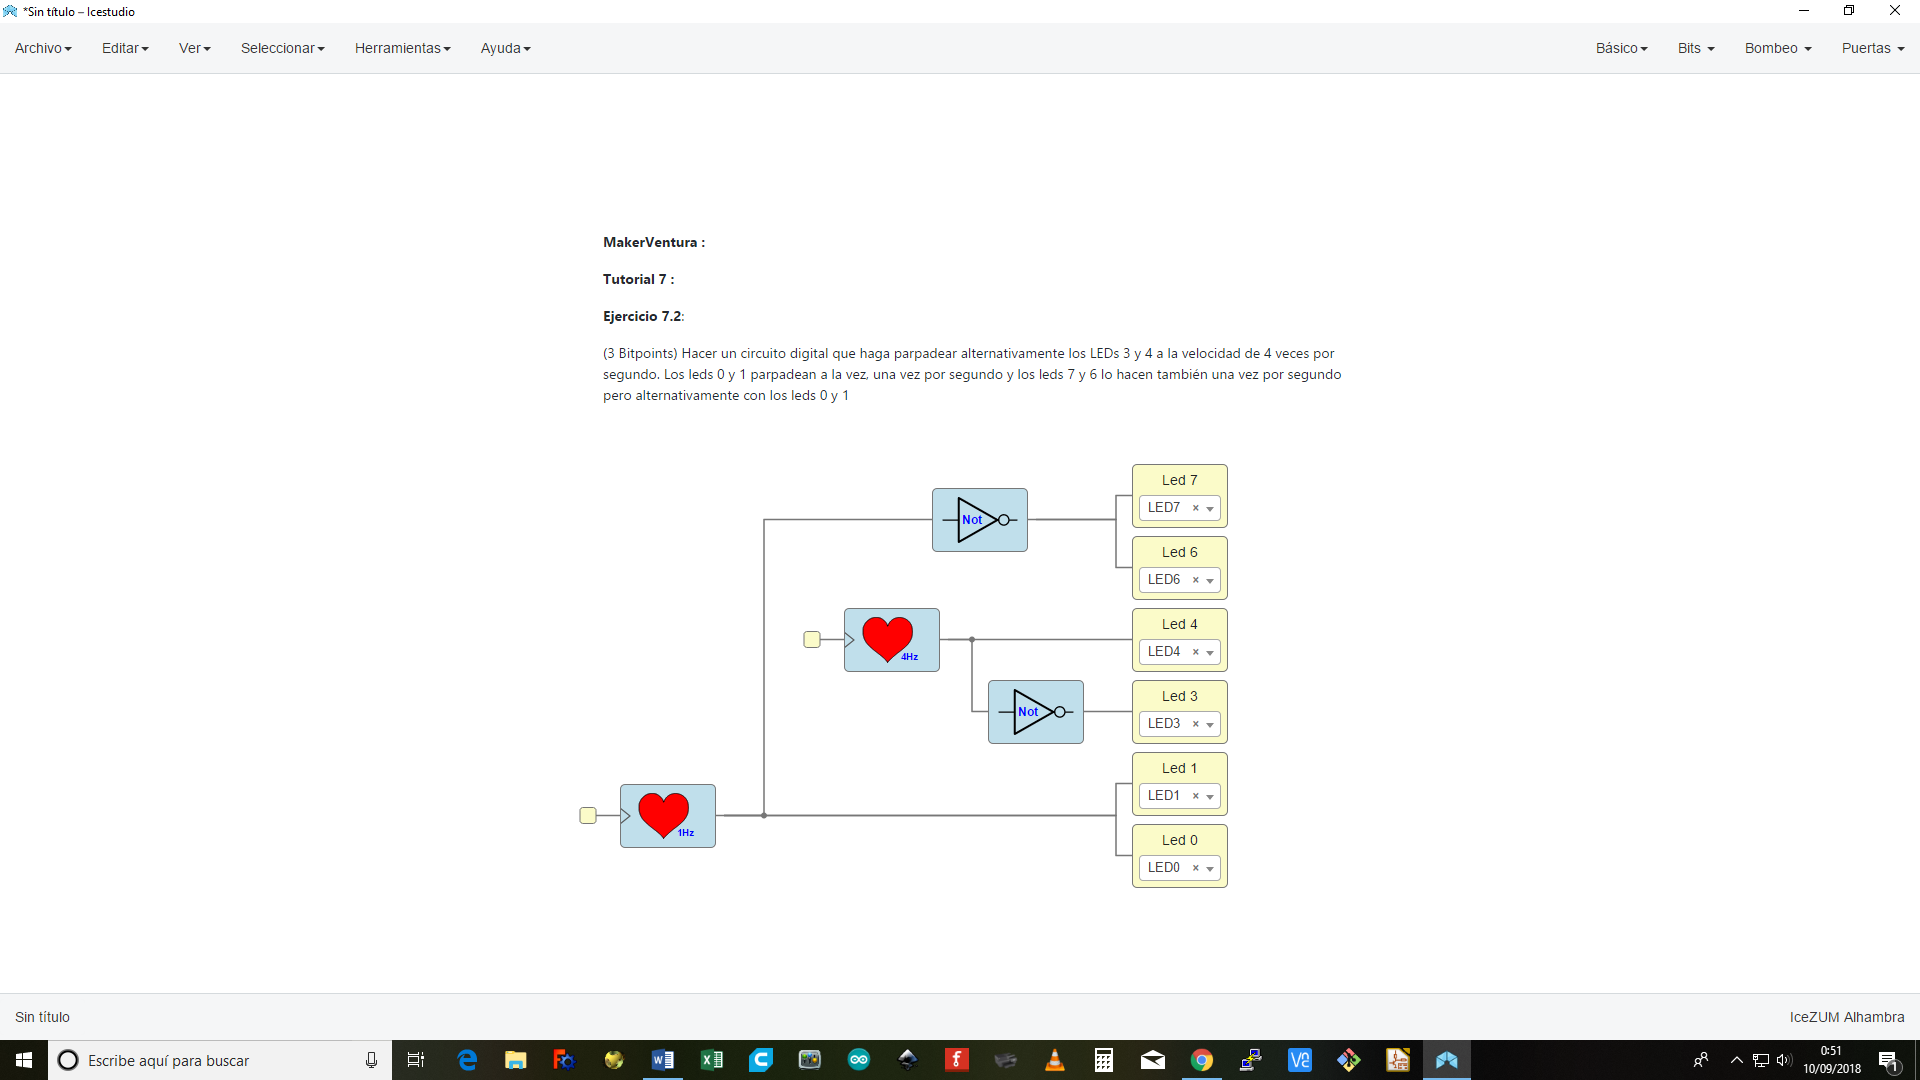 *Sin título – Icestudio
Archivo Editar Ver Seleccionar Herramientas Ayuda Básico Bits Bombeo Puertas
MakerVentura :
Tutorial 7 :
Ejercicio 7.2:
(3 Bitpoints) Hacer un circuito digital que haga parpadear alternativamente los LEDs 3 y 4 a la velocidad de 4 veces por
segundo. Los leds 0 y 1 parpadean a la vez, una vez por segundo y los leds 7 y 6 lo hacen también una vez por segundo
pero alternativamente con los leds 0 y 1
Led 7
LED7 ×
Not
Led 6
LED6 ×
Led 4
LED4 ×
4Hz
Led 3
LED3 ×
Not
Led 1
LED1 ×
1Hz
Led 0
LED0 ×
Sin título
IceZUM Alhambra
Escribe aquí para buscar
0:51
10/09/2018
1